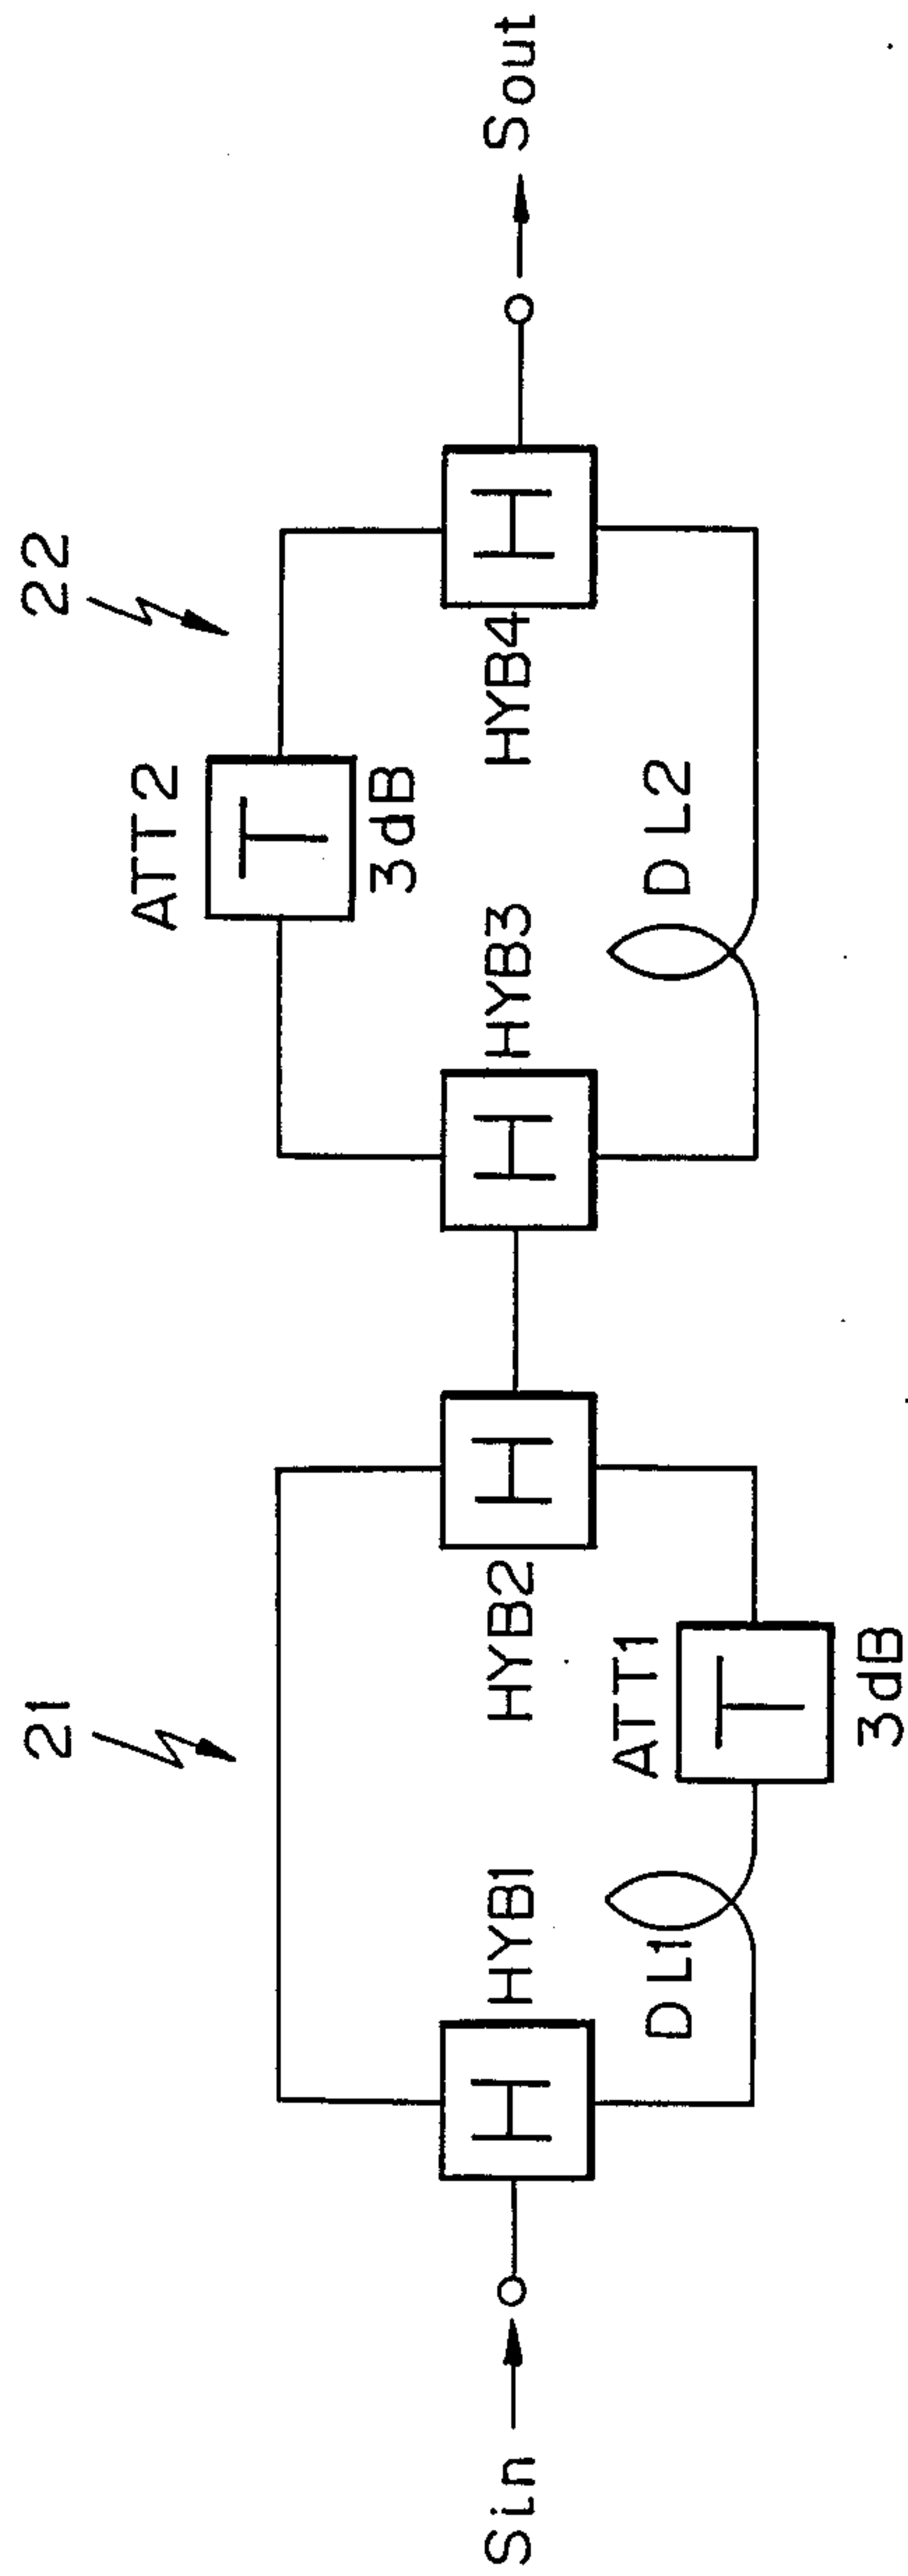 21
22
ATT2
T
3dB
Sin
H
HYB1
HYB2
H
H
HYB3
HYB4
H
Sout
DL1
ATT1
T
3dB
DL2